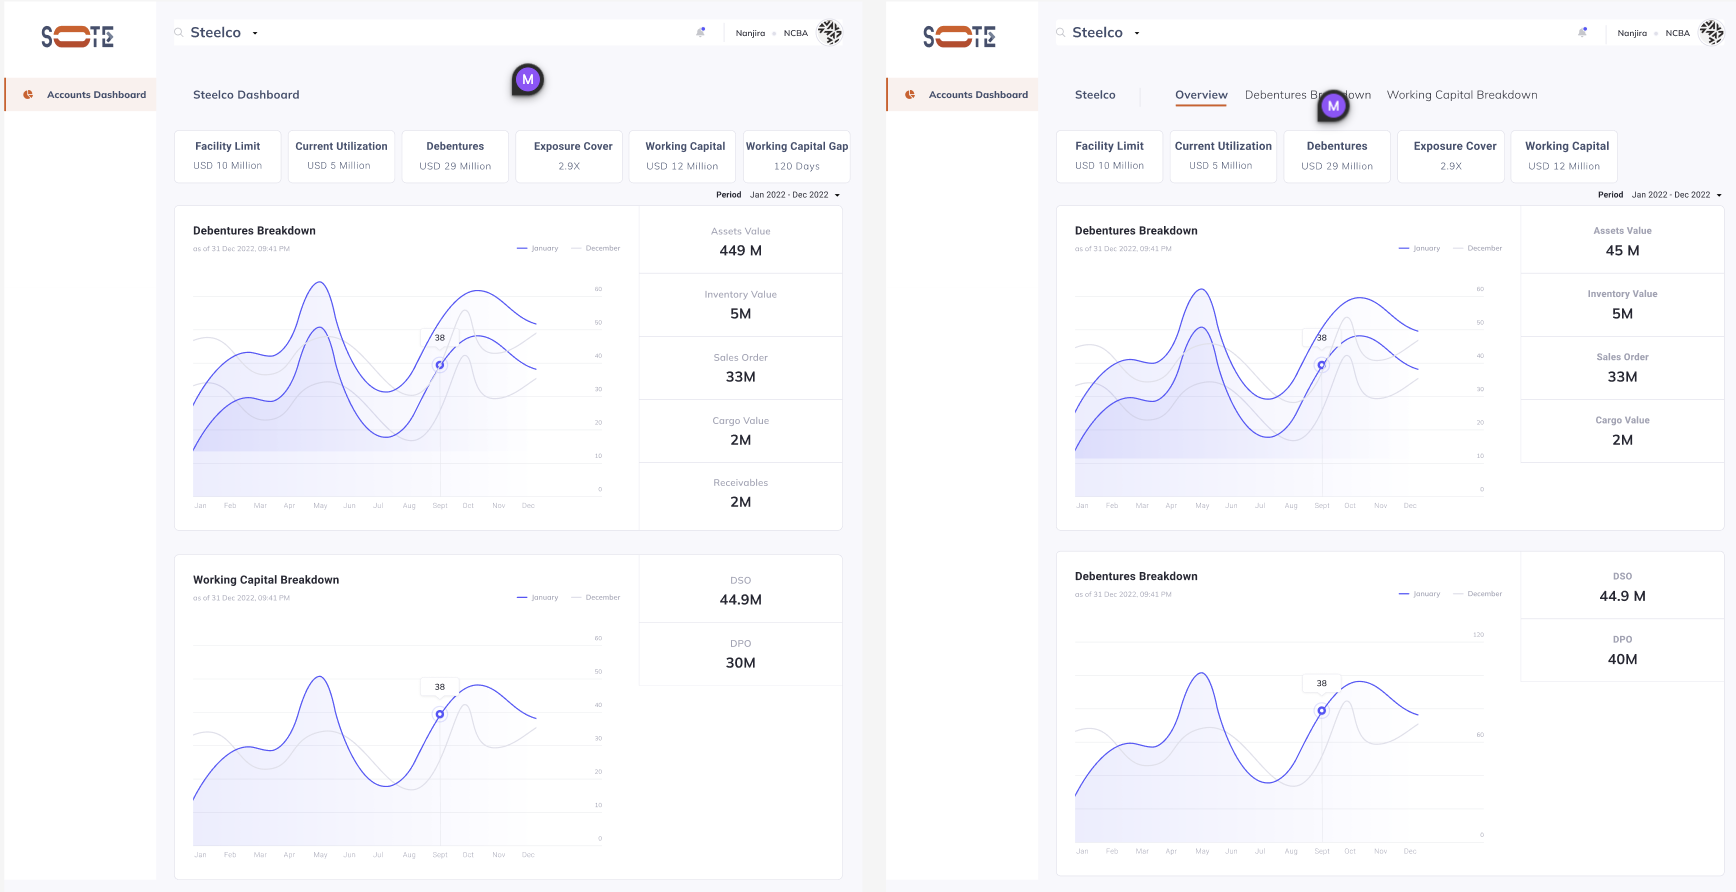 SOTE
Steelco
Nanjira NCBA
Accounts Dashboard
M
Steelco Dashboard
Facility Limit
USD 10 Million
Current Utilization
USD 5 Million
Debentures
USD 29 Million
Exposure Cover
2.9X
Working Capital
USD 12 Million
Working Capital Gap
120 Days
Period Jan 2022 - Dec 2022
Debentures Breakdown
as of 31 Dec 2022, 09:41 PM
January December
60
50
40
30
20
10
0
38
Jan Feb Mar Apr May Jun Jul Aug Sept Oct Nov Dec
Assets Value
449 M
Inventory Value
5M
Sales Order
33M
Cargo Value
2M
Receivables
2M
Working Capital Breakdown
as of 31 Dec 2022, 09:41 PM
January December
60
50
40
30
20
10
0
38
Jan Feb Mar Apr May Jun Jul Aug Sept Oct Nov Dec
DSO
44.9M
DPO
30M
SOTE
Steelco
Nanjira NCBA
Accounts Dashboard
Steelco
Overview Debentures Breakdown Working Capital Breakdown
M
Facility Limit
USD 10 Million
Current Utilization
USD 5 Million
Debentures
USD 29 Million
Exposure Cover
2.9X
Working Capital
USD 12 Million
Period Jan 2022 - Dec 2022
Debentures Breakdown
as of 31 Dec 2022, 09:41 PM
January December
60
50
40
30
20
10
0
38
Jan Feb Mar Apr May Jun Jul Aug Sept Oct Nov Dec
Assets Value
45 M
Inventory Value
5M
Sales Order
33M
Cargo Value
2M
Debentures Breakdown
as of 31 Dec 2022, 09:41 PM
January December
120
60
0
38
Jan Feb Mar Apr May Jun Jul Aug Sept Oct Nov Dec
DSO
44.9 M
DPO
40M